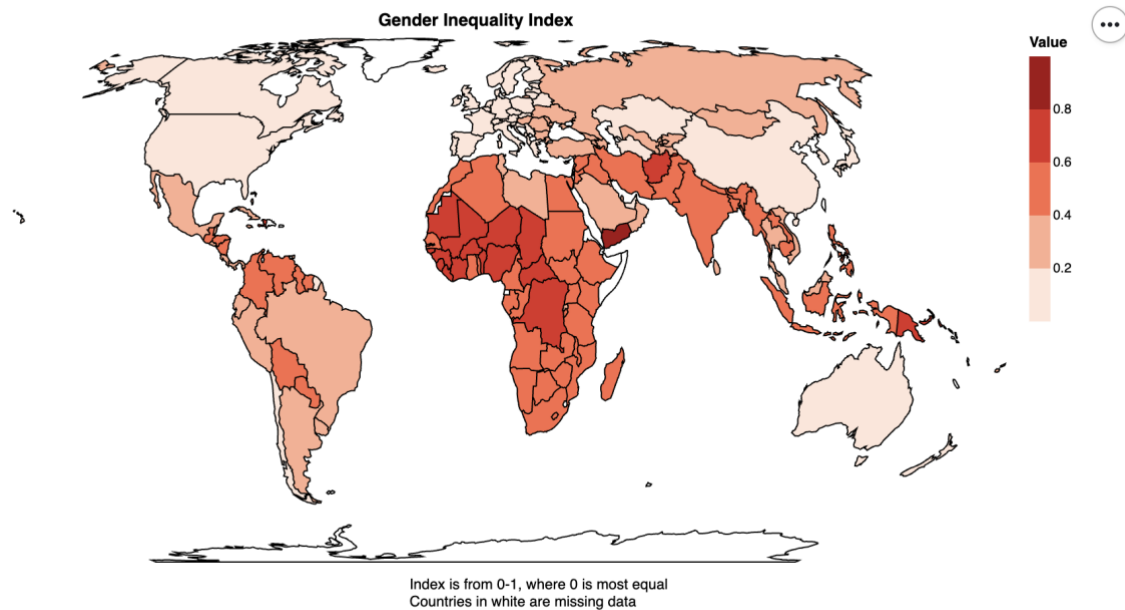 Gender Inequality Index
Value
0.8
0.6
0.4
0.2
Index is from 0-1, where 0 is most equal
Countries in white are missing data